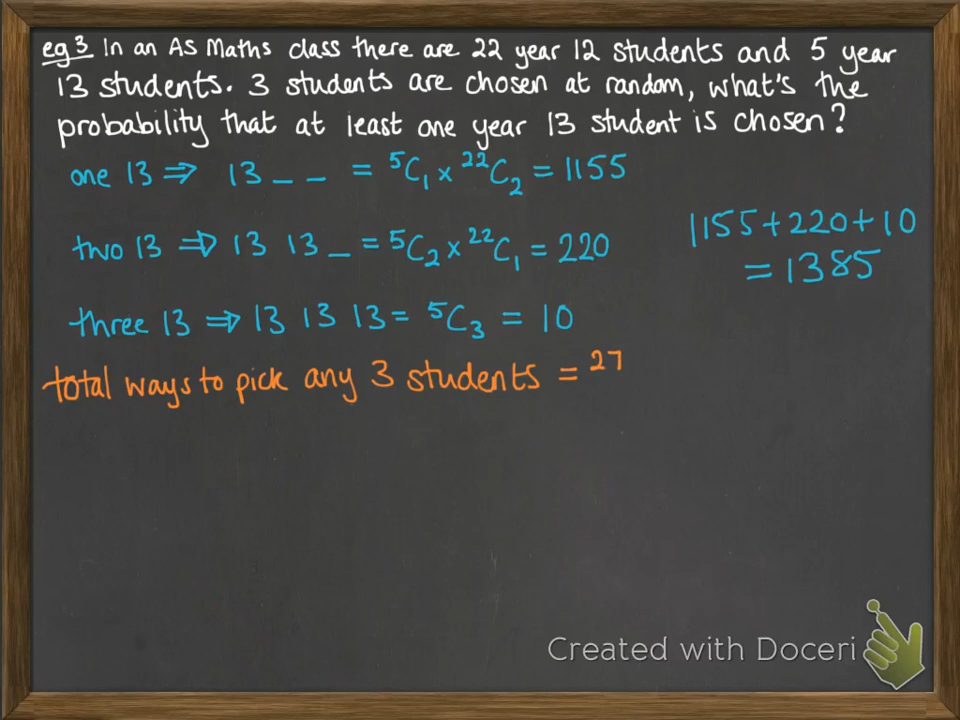 eg 3 In an AS Maths class there are 22 year 12 students and 5 year
13 students. 3 students are chosen at random, what's the
probability that at least one year 13 student is chosen?
one 13 ⇒ 13 _ _ = ⁵C₁ × ²²C₂ = 1155
two 13 ⇒ 13 13 _ = ⁵C₂ × ²²C₁ = 220
1155+220+10
= 1385
three 13 ⇒ 13 13 13 = ⁵C₃ = 10
total ways to pick any 3 students = ²⁷
Created with Doceri